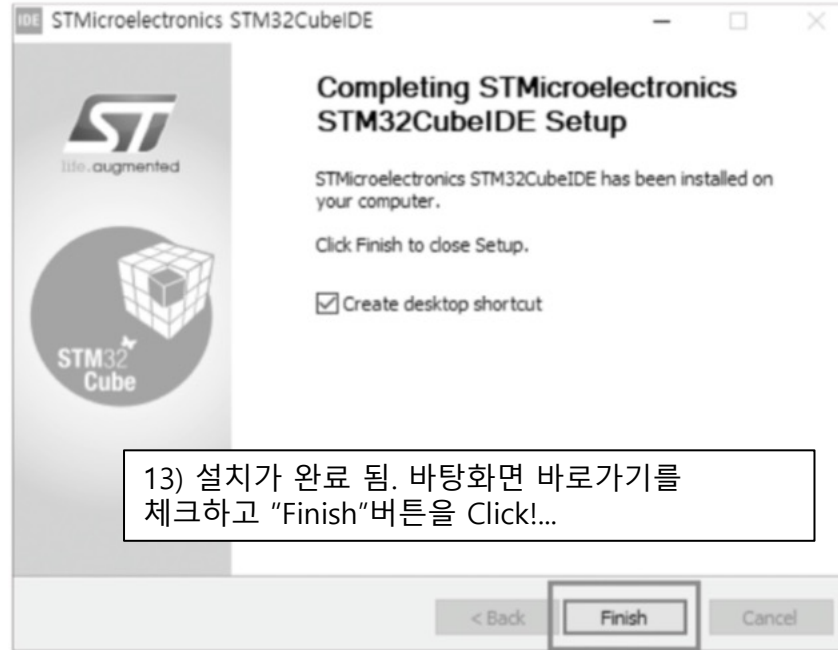 IDE STMicroelectronics STM32CubeIDE
ST
life.augmented
Completing STMicroelectronics
STM32CubeIDE Setup
STMicroelectronics STM32CubeIDE has been installed on
your computer.
Click Finish to close Setup.
Create desktop shortcut
STM32
Cube
13) 설치가 완료 됨. 바탕화면 바로가기를
체크하고 "Finish"버튼을 Click!...
< Back Finish Cancel